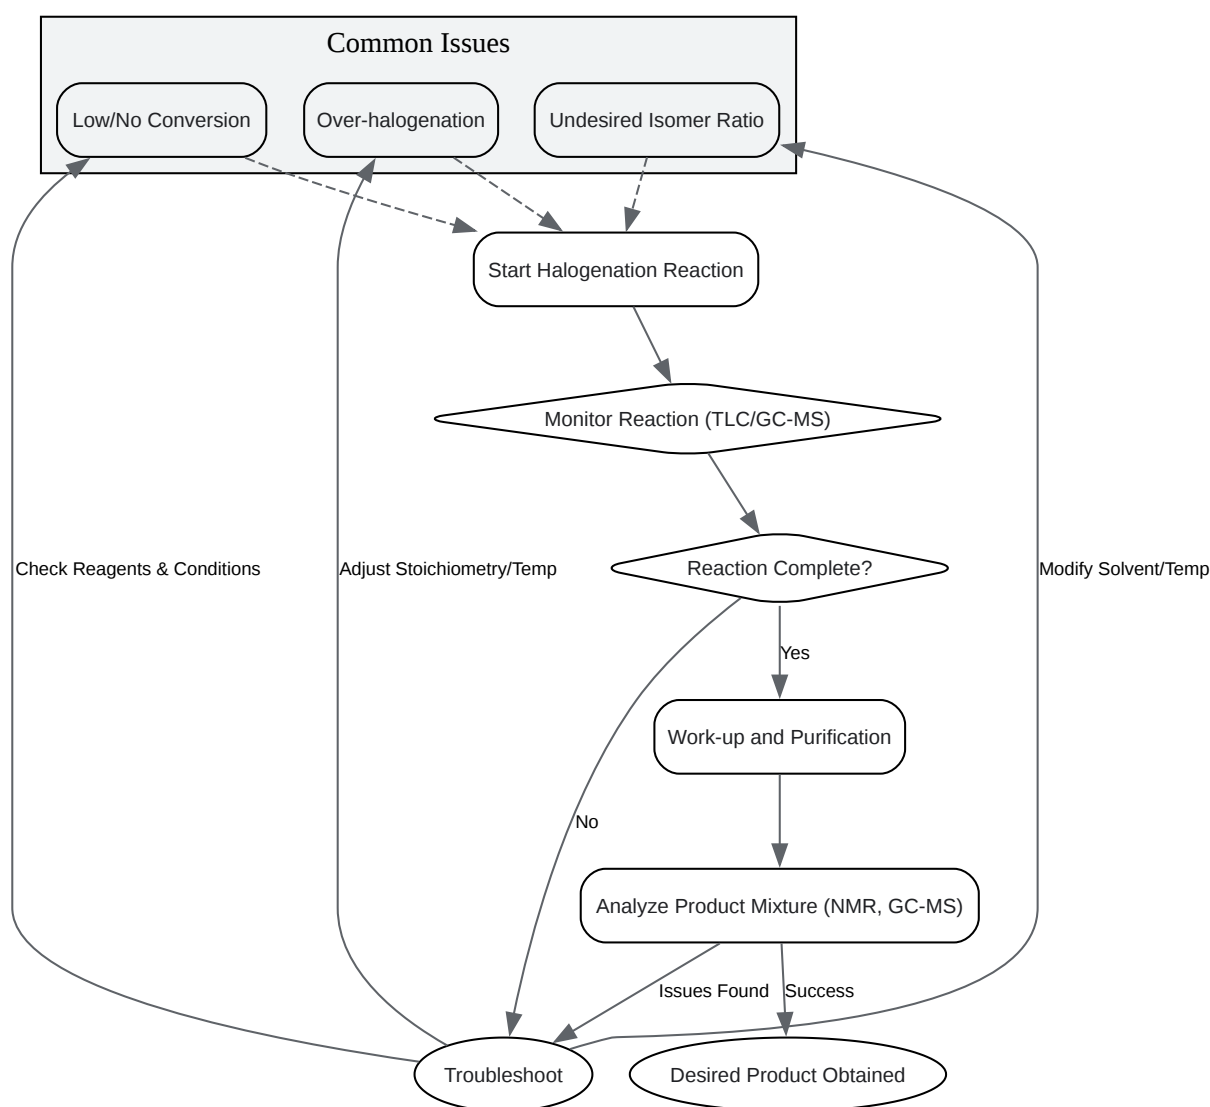 Common Issues
Low/No Conversion
Over-halogenation
Undesired Isomer Ratio
Start Halogenation Reaction
Monitor Reaction (TLC/GC-MS)
Check Reagents & Conditions
Adjust Stoichiometry/Temp
Reaction Complete?
Modify Solvent/Temp
Yes
Work-up and Purification
No
Analyze Product Mixture (NMR, GC-MS)
Issues Found
Success
Troubleshoot
Desired Product Obtained